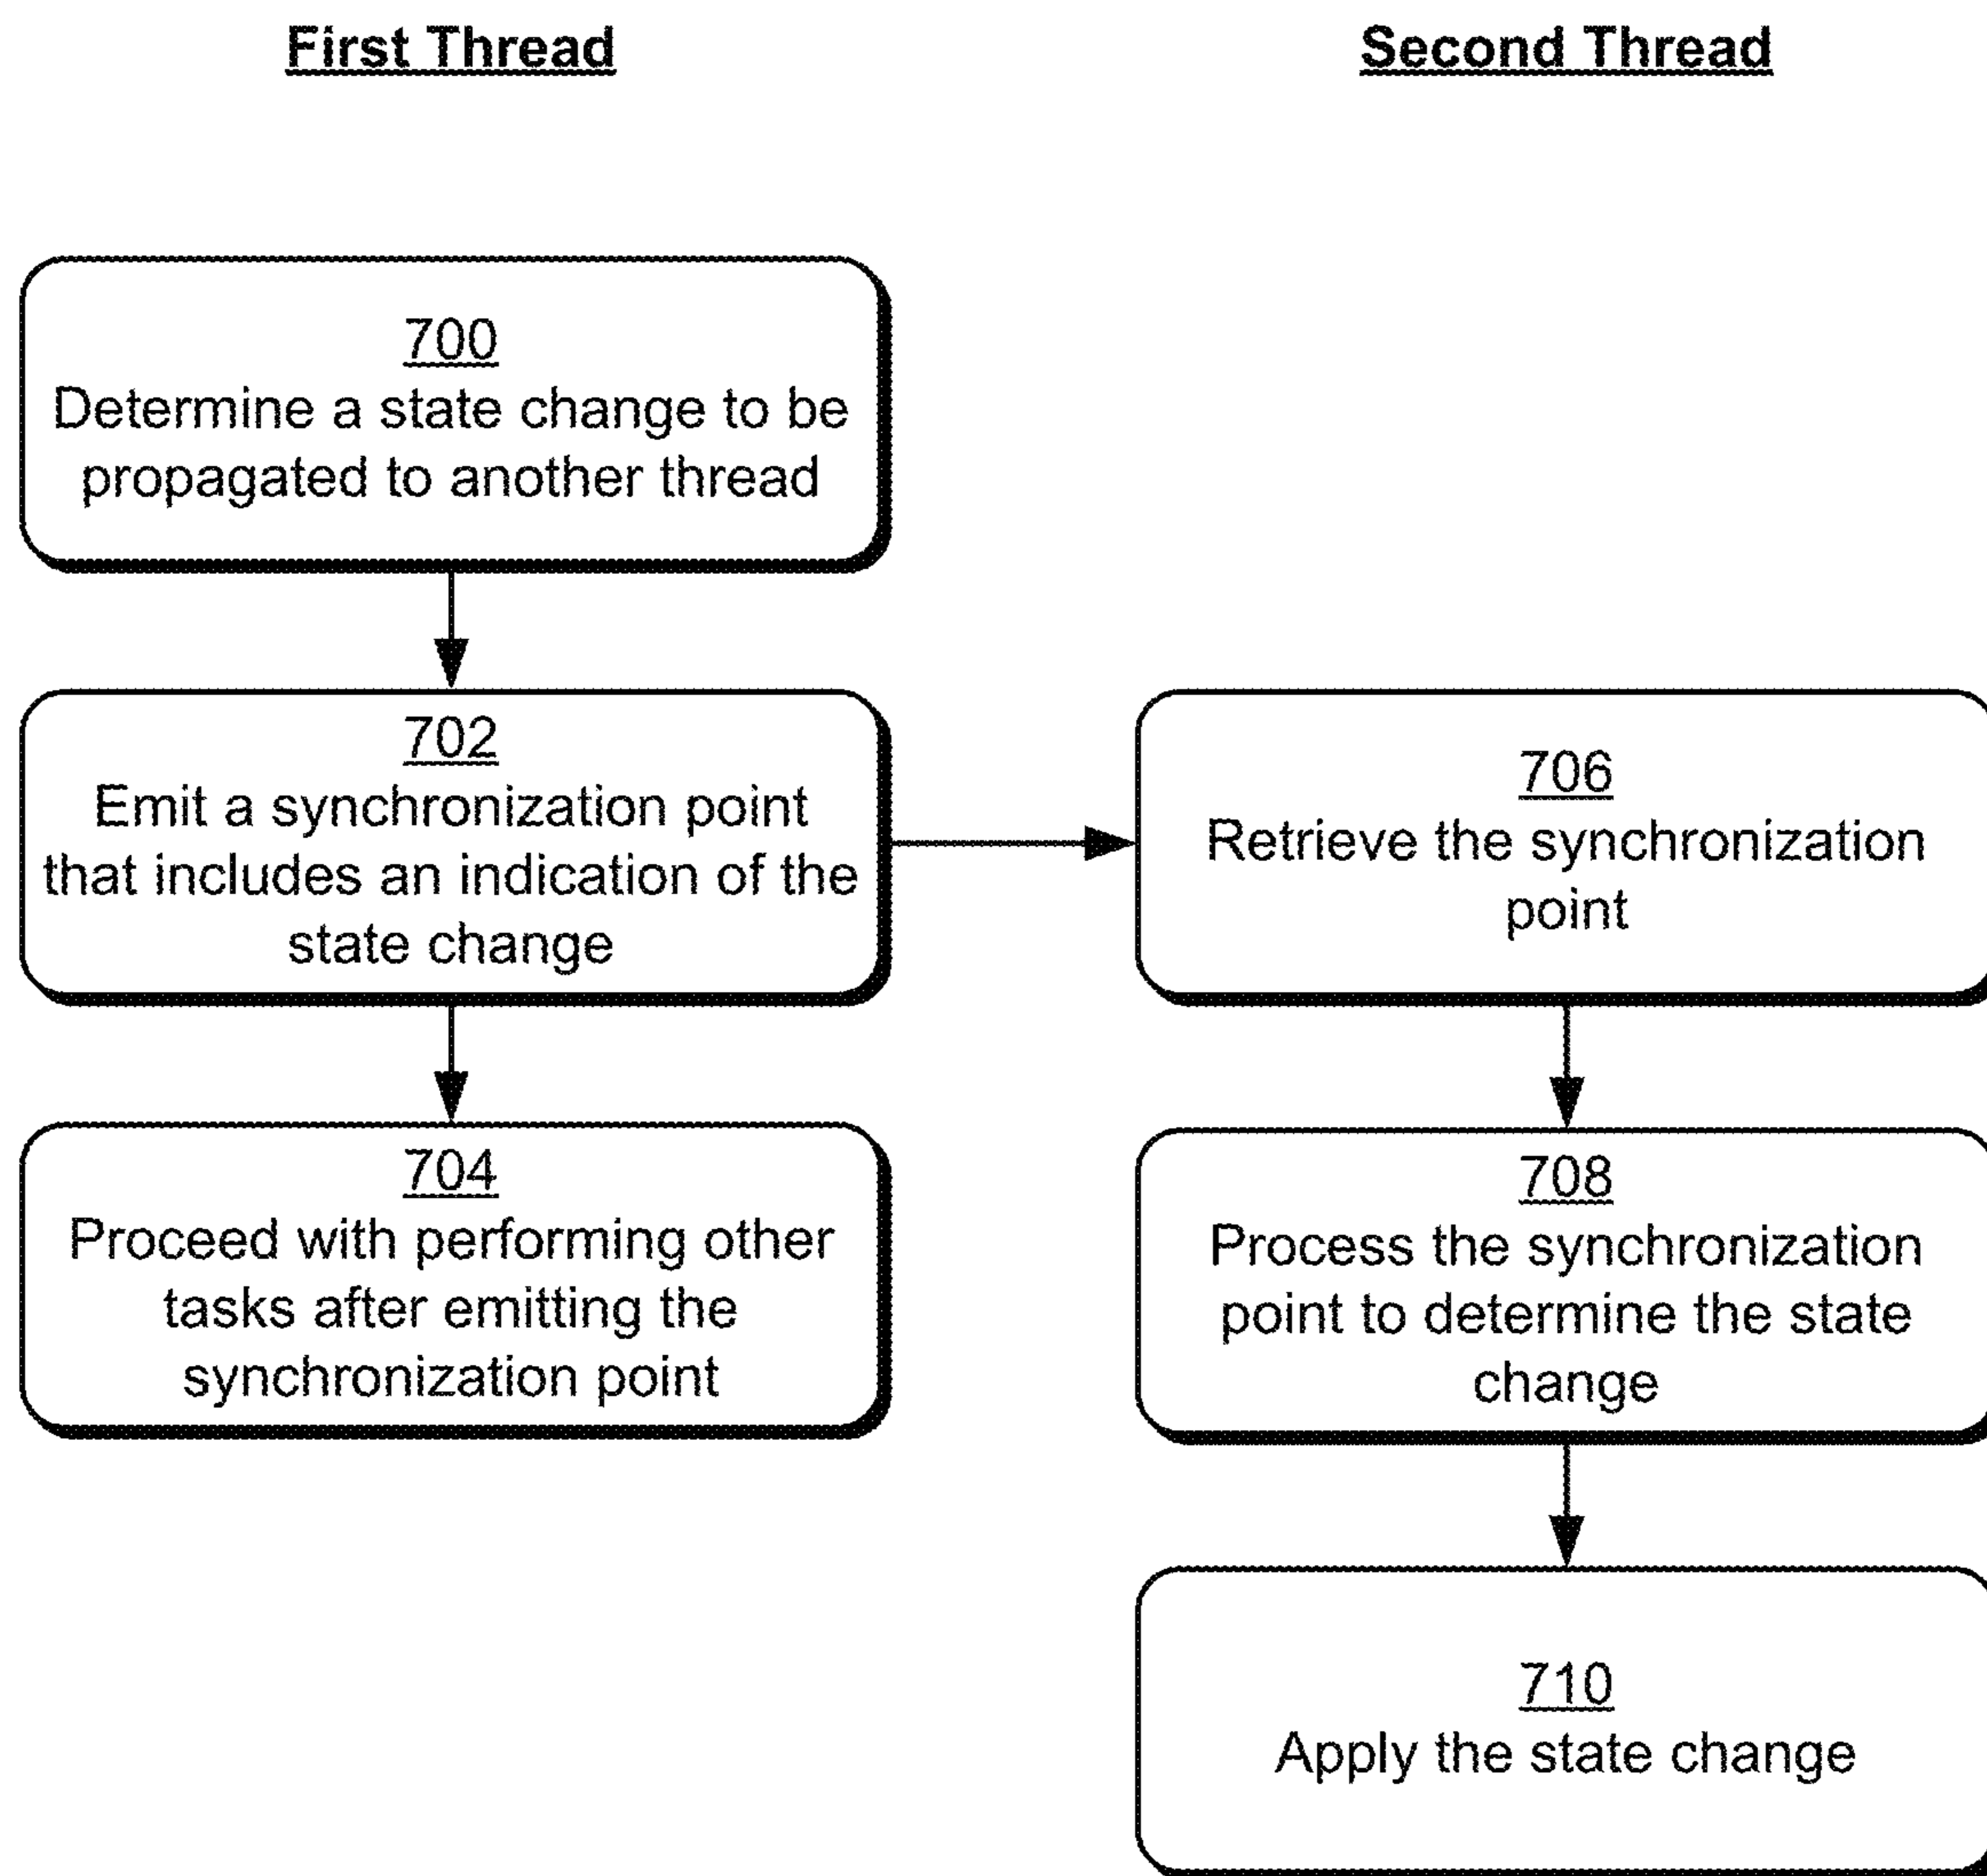 First Thread
Second Thread
700
Determine a state change to be
propagated to another thread
702
Emit a synchronization point
that includes an indication of the
state change
704
Proceed with performing other
tasks after emitting the
synchronization point
706
Retrieve the synchronization
point
708
Process the synchronization
point to determine the state
change
710
Apply the state change